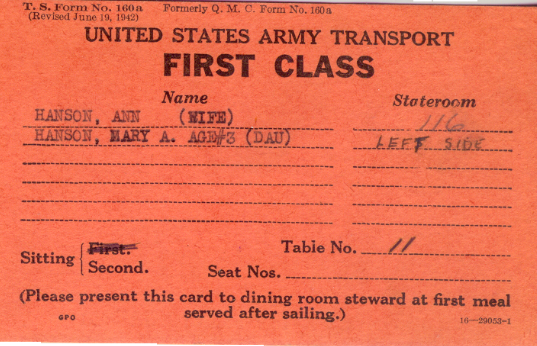 T. S. Form No. 160a Formerly Q. M. C. Form No. 160a
(Revised June 19, 1942)
UNITED STATES ARMY TRANSPORT
FIRST CLASS
Name Stateroom
HANSON, ANN (WIFE) 116
HANSON, MARY A. AGE#3 (DAU) LEFT SIDE
Sitting First.
Second.
Table No. 11
Seat Nos.
(Please present this card to dining room steward at first meal
served after sailing.)
GPO 16—29053-1